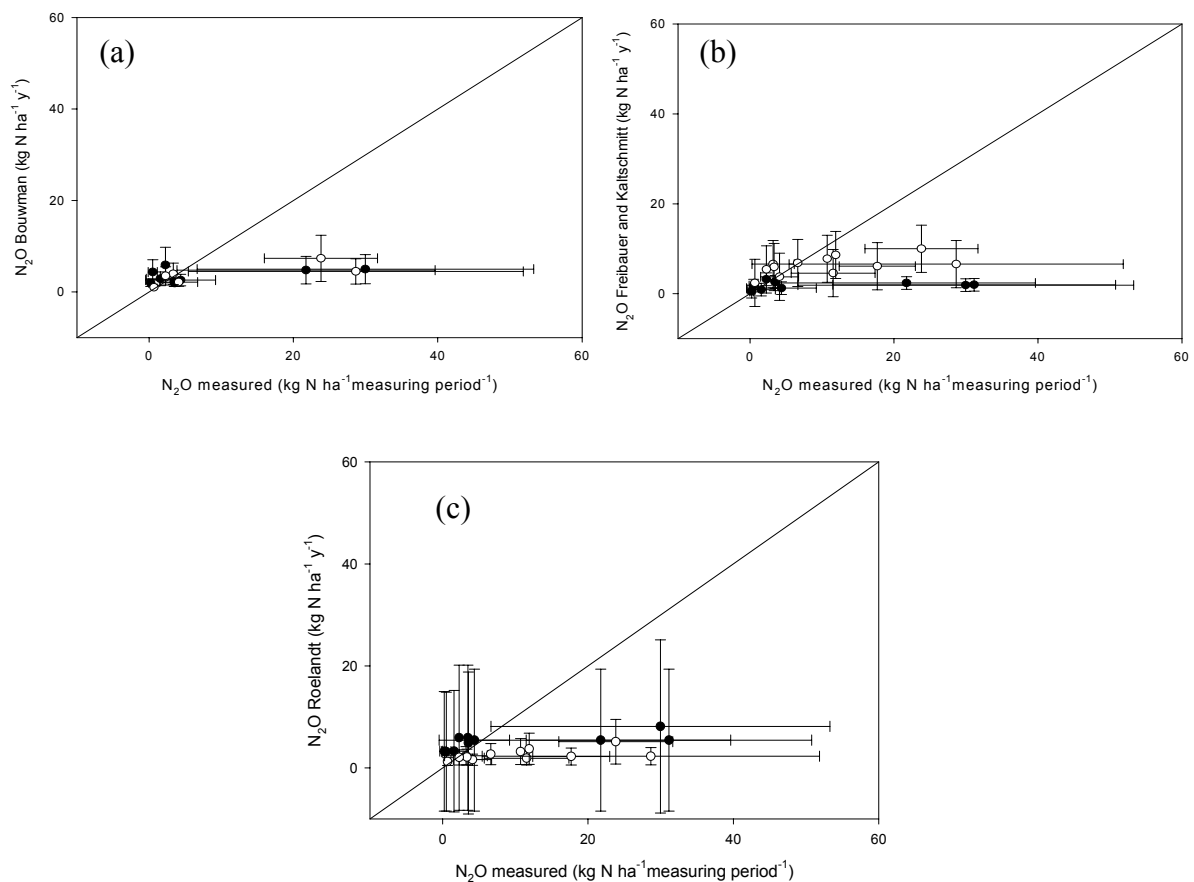 (a)
N₂O Bouwman (kg N ha⁻¹ y⁻¹)
60
40
20
0
0
20
40
60
N₂O measured (kg N ha⁻¹measuring period⁻¹)
(b)
N₂O Freibauer and Kaltschmitt (kg N ha⁻¹ y⁻¹)
60
40
20
0
0
20
40
60
N₂O measured (kg N ha⁻¹measuring period⁻¹)
(c)
N₂O Roelandt (kg N ha⁻¹ y⁻¹)
60
40
20
0
0
20
40
60
N₂O measured (kg N ha⁻¹measuring period⁻¹)